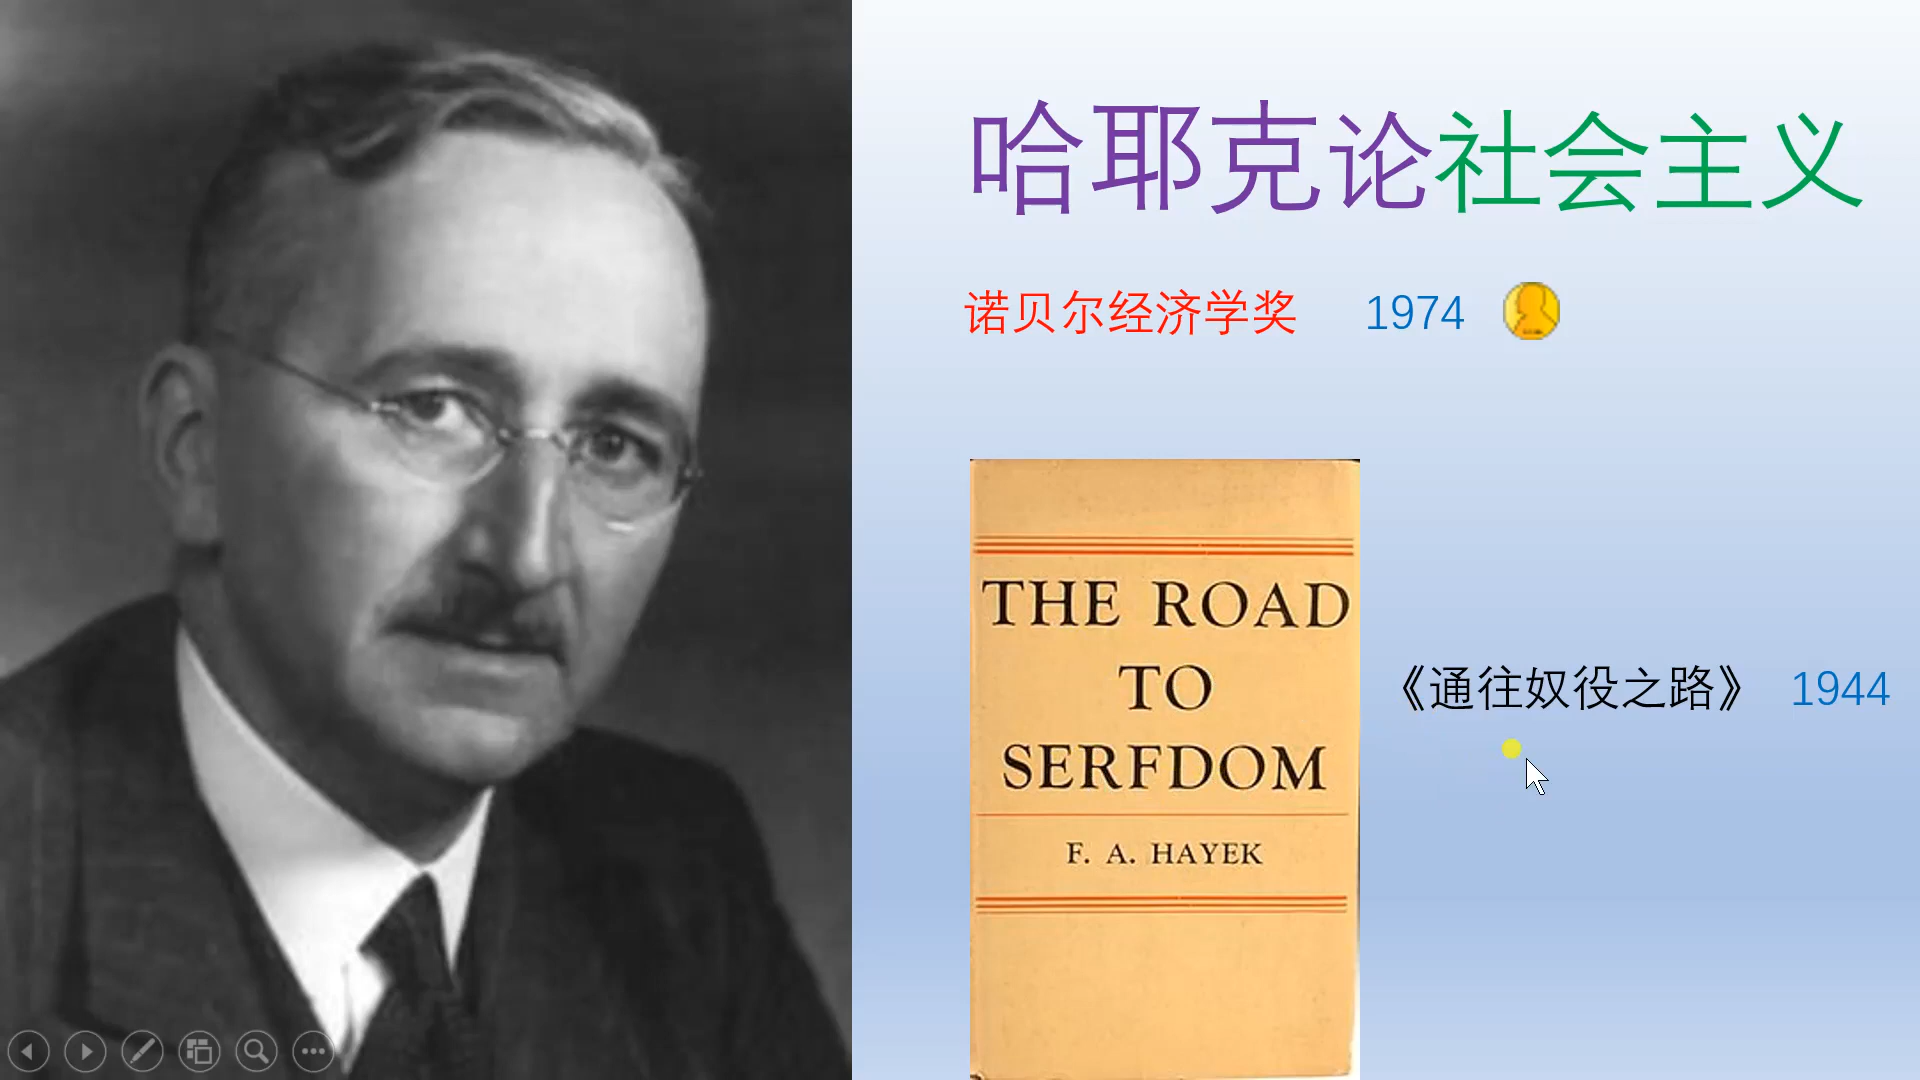 哈耶克论社会主义
诺贝尔经济学奖 1974
THE ROAD
TO
SERFDOM
F. A. HAYEK
《通往奴役之路》 1944